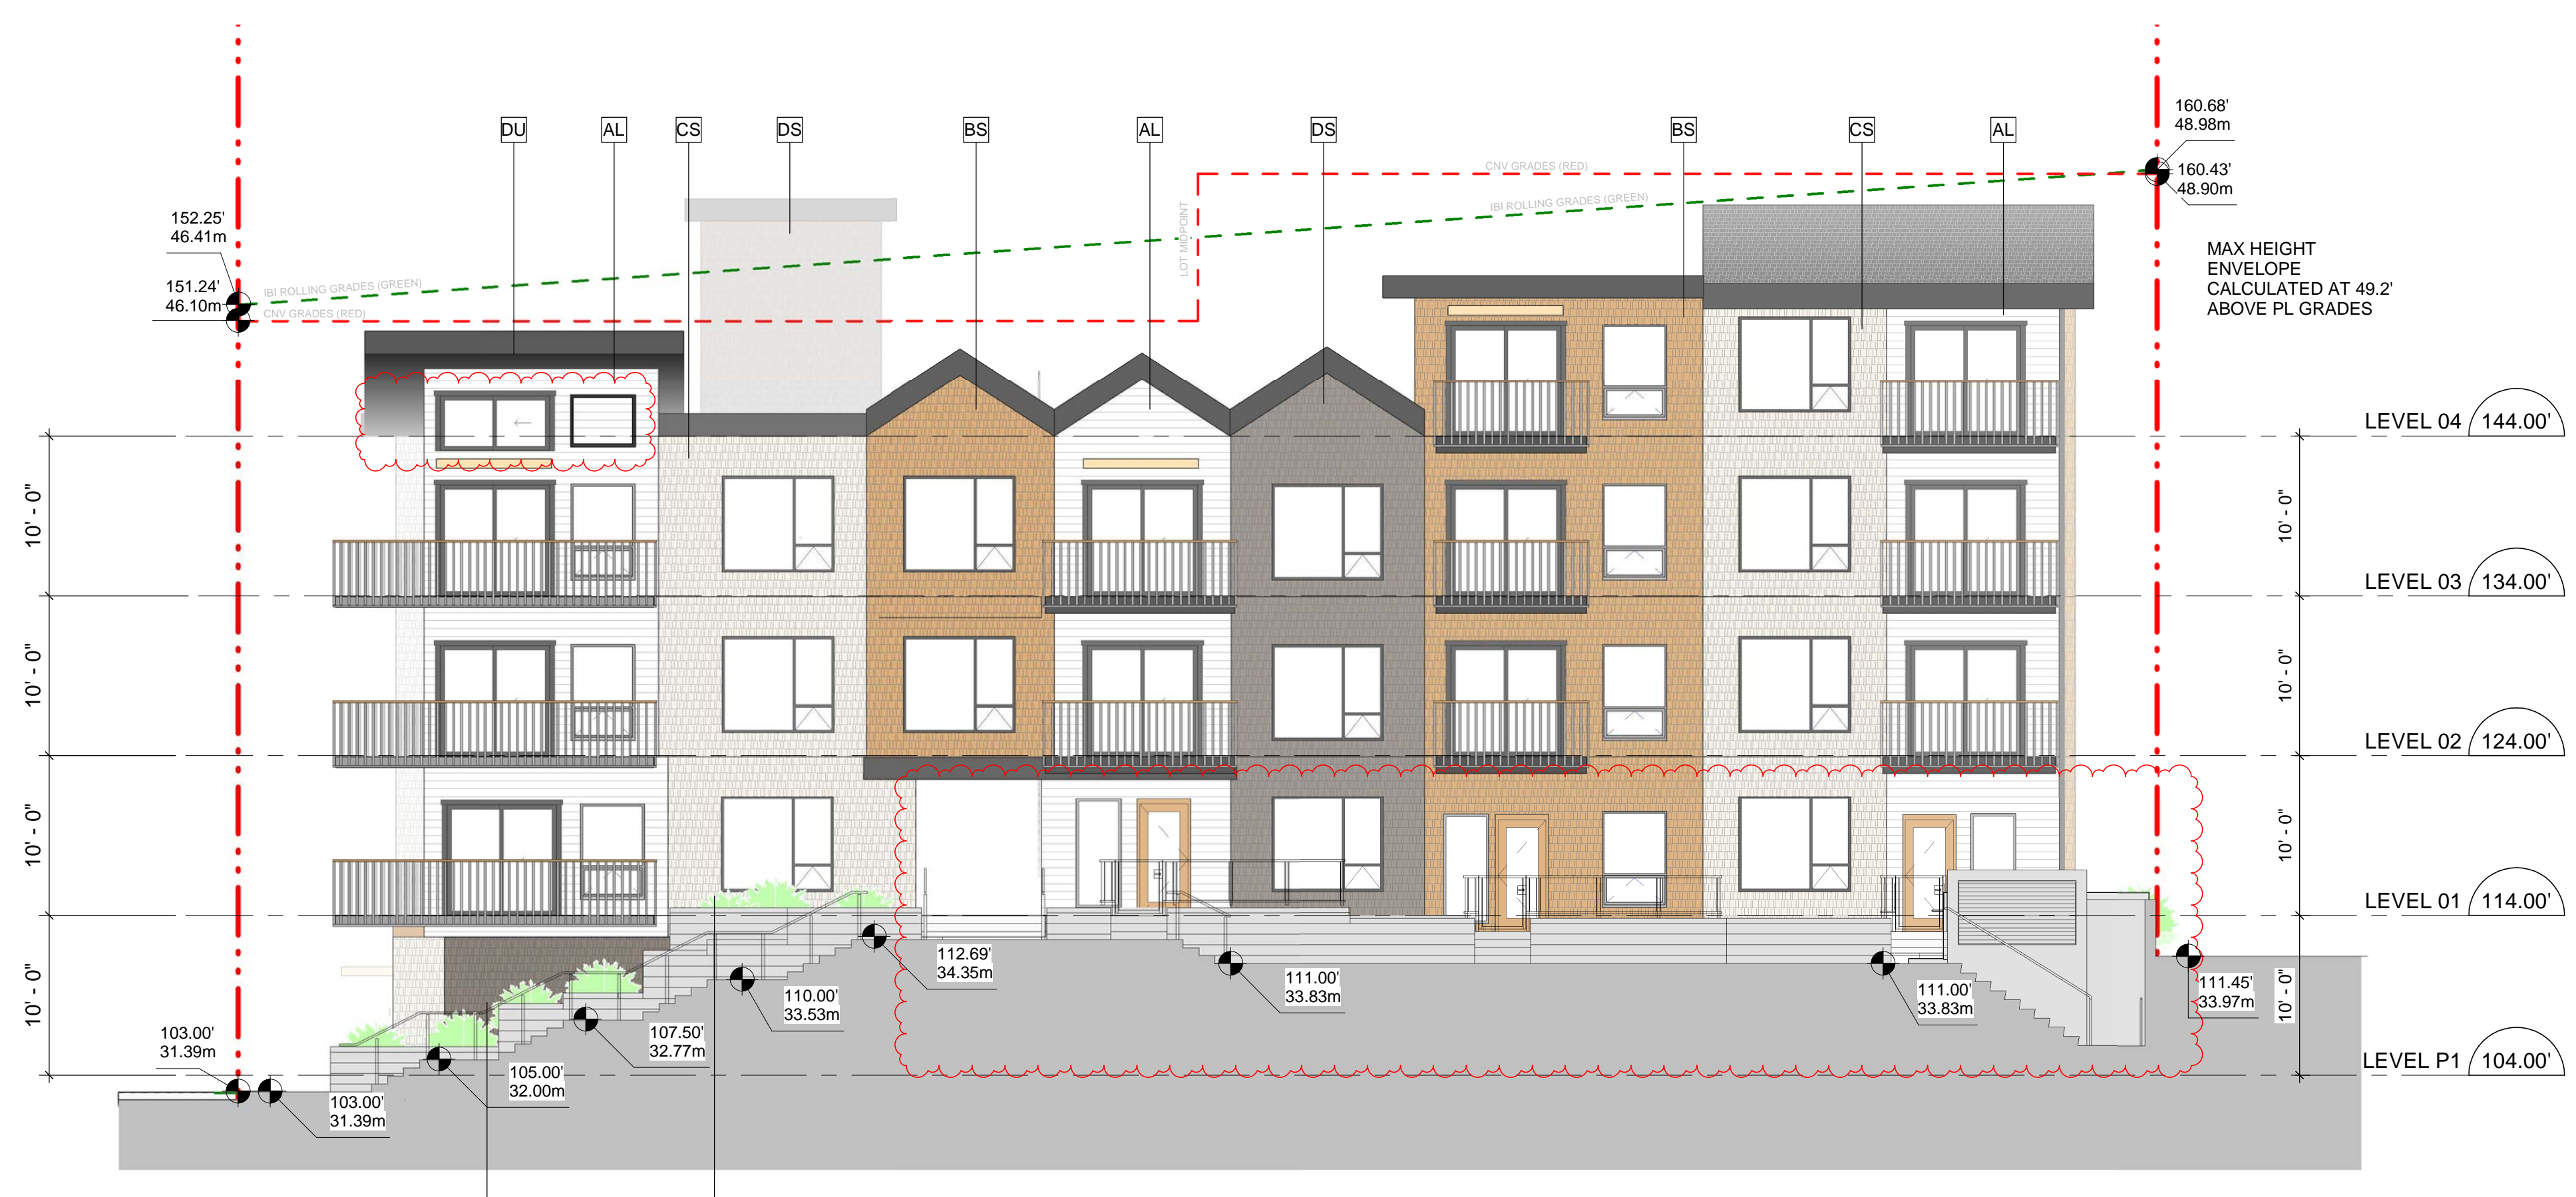 DU
AL
CS
DS
BS
AL
DS
BS
CS
AL
160.68'
48.98m
160.43'
48.90m
CNV GRADES (RED)
IBI ROLLING GRADES (GREEN)
LOT MIDPOINT
152.25'
46.41m
151.24'
46.10m
IBI ROLLING GRADES (GREEN)
CNV GRADES (RED)
MAX HEIGHT
ENVELOPE
CALCULATED AT 49.2'
ABOVE PL GRADES
LEVEL 04 144.00'
10' - 0"
10' - 0"
LEVEL 03 134.00'
10' - 0"
10' - 0"
LEVEL 02 124.00'
10' - 0"
10' - 0"
LEVEL 01 114.00'
10' - 0"
10' - 0"
LEVEL P1 104.00'
112.69'
34.35m
111.00'
33.83m
111.00'
33.83m
111.45'
33.97m
110.00'
33.53m
107.50'
32.77m
105.00'
32.00m
103.00'
31.39m
103.00'
31.39m